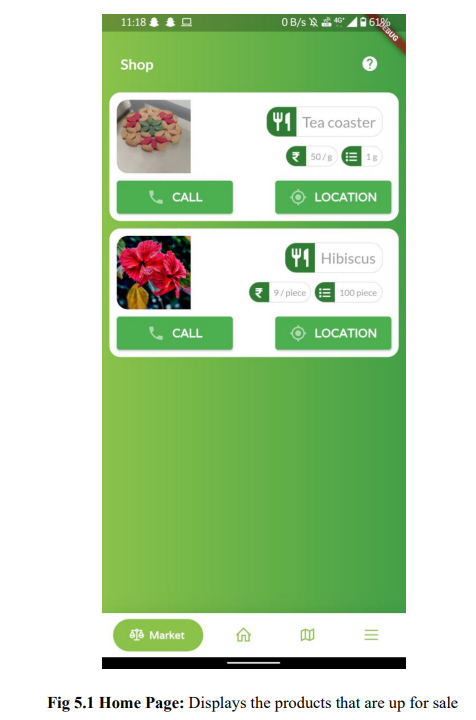 11:18 0 B/s 4G+ 61%
DEBUG
Shop
Tea coaster
₹ 50 / g 1 g
CALL LOCATION
Hibiscus
₹ 9 / piece 100 piece
CALL LOCATION
Market
Fig 5.1 Home Page: Displays the products that are up for sale